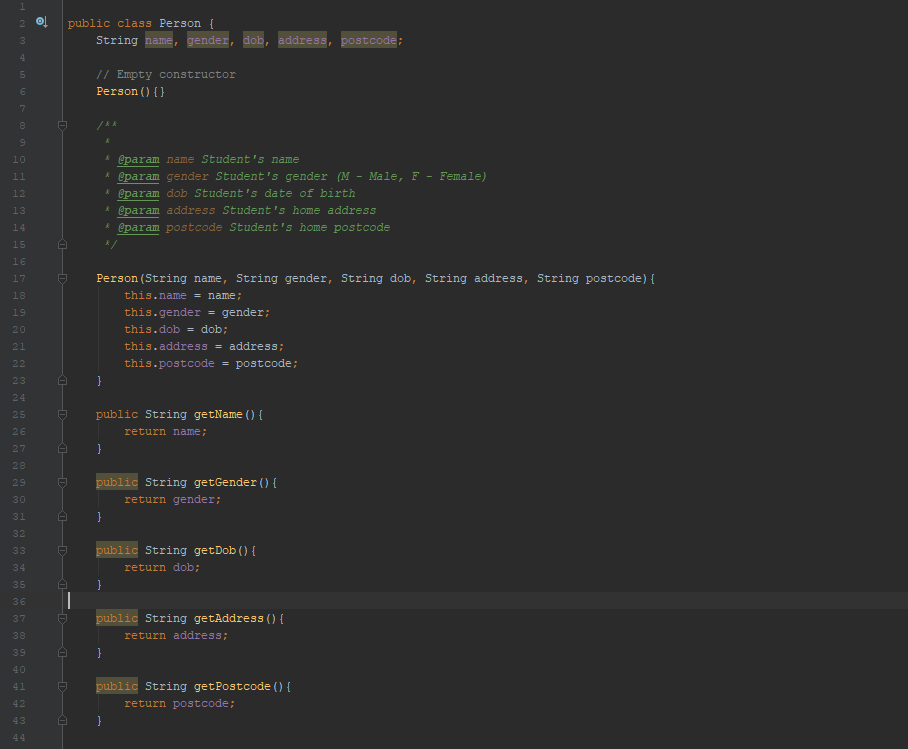 1
2 public class Person {
3     String name, gender, dob, address, postcode;
4
5     // Empty constructor
6     Person(){}
7
8     /**
9      *
10      * @param name Student's name
11      * @param gender Student's gender (M - Male, F - Female)
12      * @param dob Student's date of birth
13      * @param address Student's home address
14      * @param postcode Student's home postcode
15      */
16
17     Person(String name, String gender, String dob, String address, String postcode){
18         this.name = name;
19         this.gender = gender;
20         this.dob = dob;
21         this.address = address;
22         this.postcode = postcode;
23     }
24
25     public String getName(){
26         return name;
27     }
28
29     public String getGender(){
30         return gender;
31     }
32
33     public String getDob(){
34         return dob;
35     }
36
37     public String getAddress(){
38         return address;
39     }
40
41     public String getPostcode(){
42         return postcode;
43     }
44